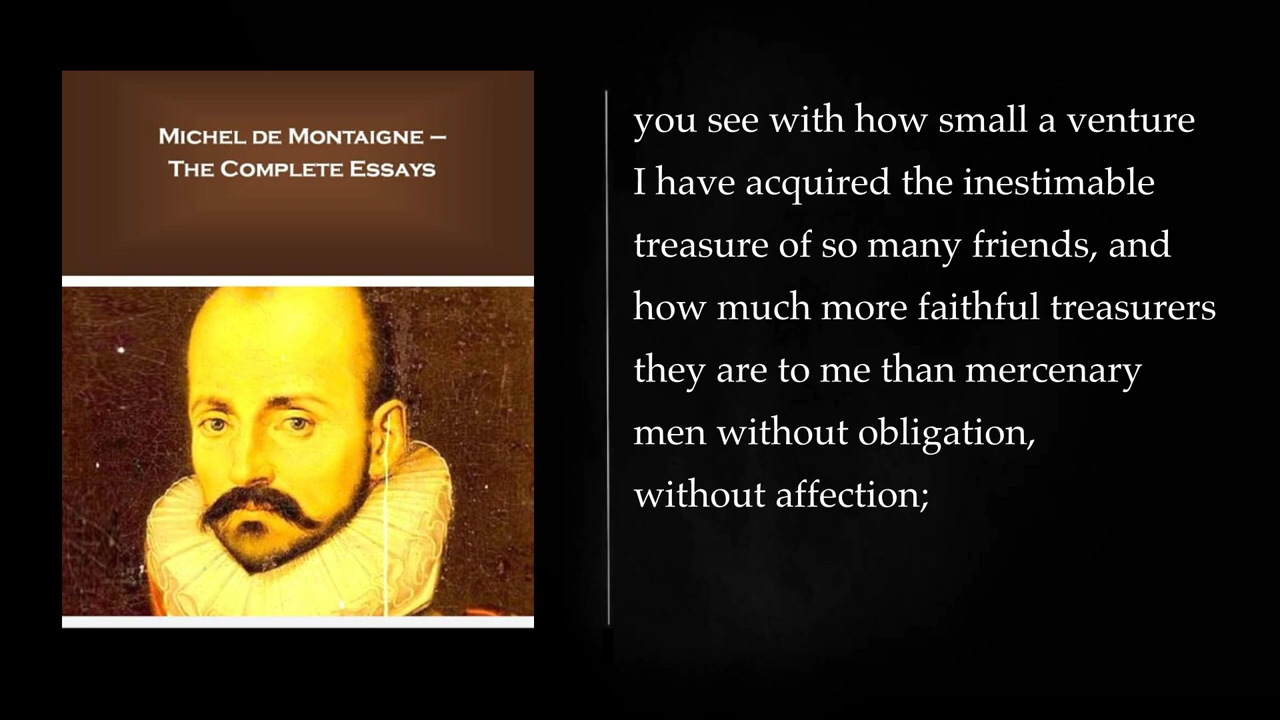 MICHEL DE MONTAIGNE –
THE COMPLETE ESSAYS
you see with how small a venture
I have acquired the inestimable
treasure of so many friends, and
how much more faithful treasurers
they are to me than mercenary
men without obligation,
without affection;